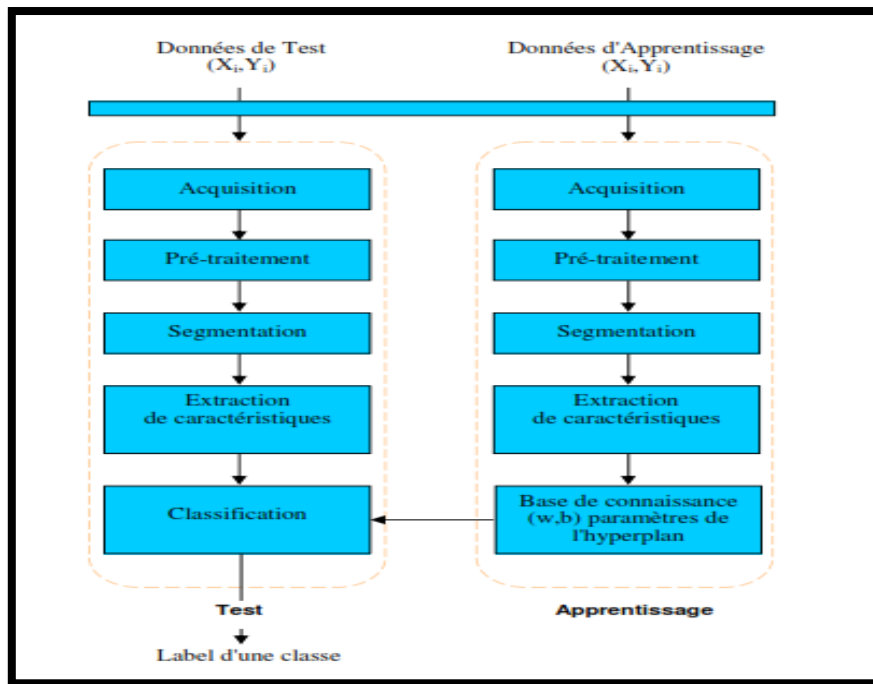 Données de Test
(Xi,Yi)
Données d'Apprentissage
(Xi,Yi)
Acquisition
Pré-traitement
Segmentation
Extraction
de caractéristiques
Classification
Test
Label d'une classe
Acquisition
Pré-traitement
Segmentation
Extraction
de caractéristiques
Base de connaissance
(w,b) paramètres de
l'hyperplan
Apprentissage